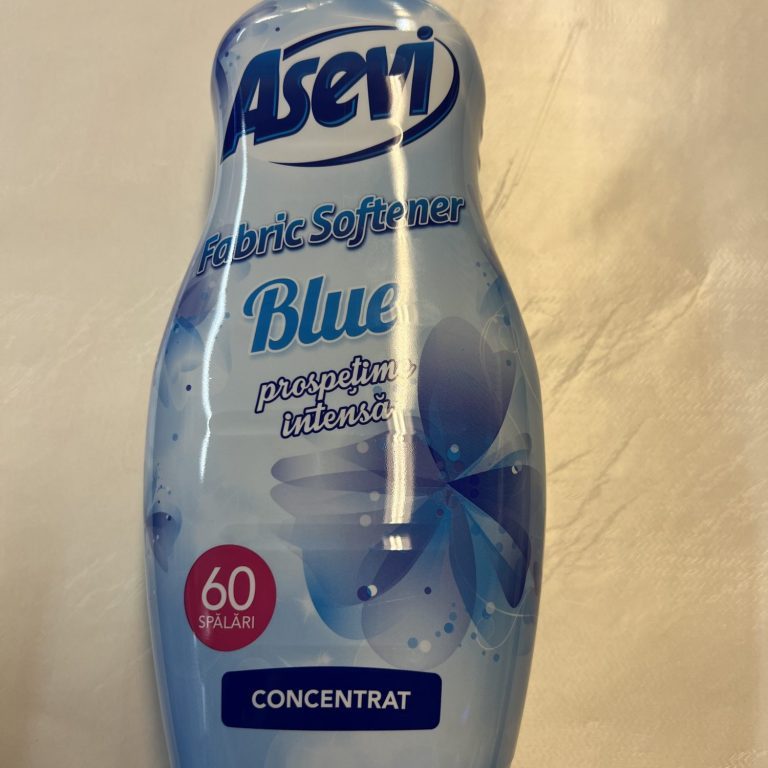 Asevi
Fabric Softener
Blue
prospețime
intensă
60
SPĂLĂRI
CONCENTRAT